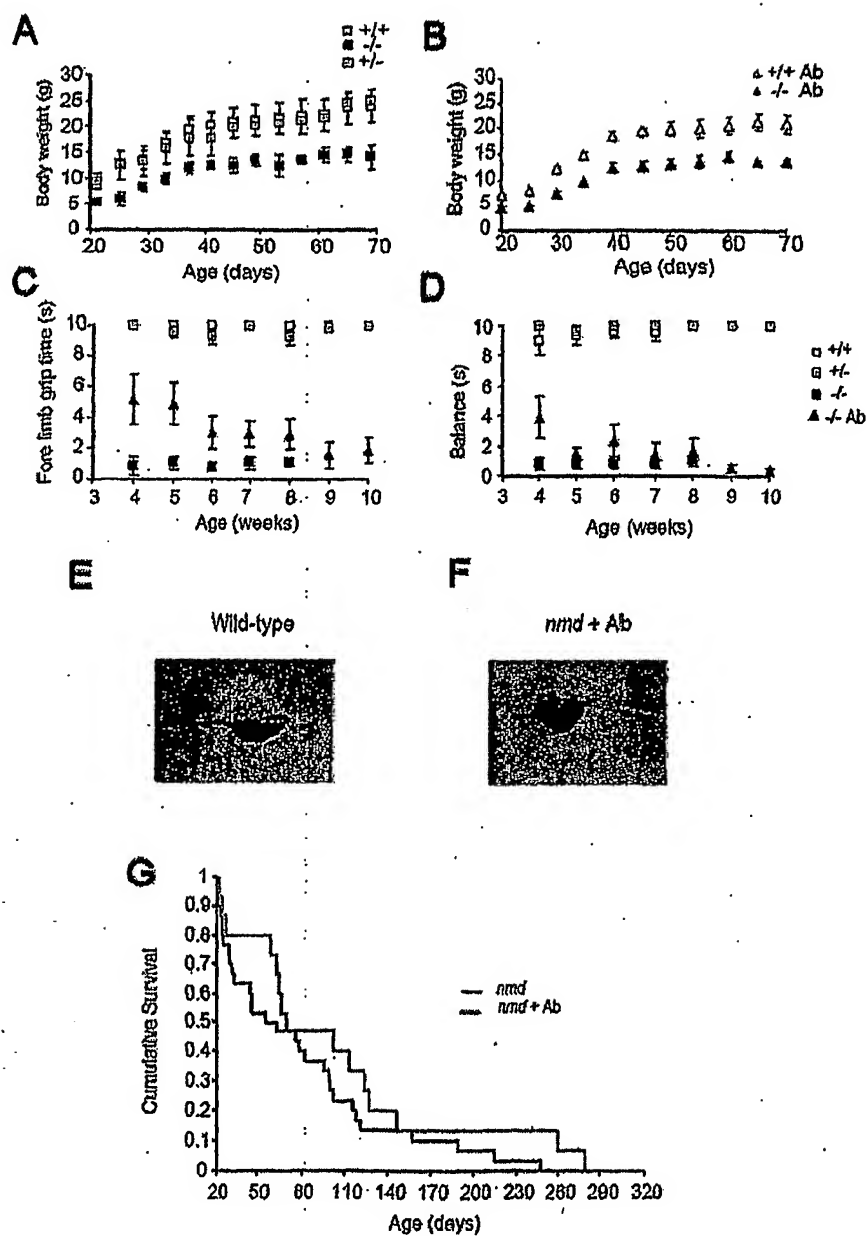 A
+/+
-/-
+/-
Body weight (g)
30
25
20
15
10
5
0
20 30 40 50 60 70
Age (days)
B
+/+ Ab
-/- Ab
Body weight (g)
30
25
20
15
10
5
0
20 30 40 50 60 70
Age (days)
C
Fore limb grip time (s)
10
8
6
4
2
0
3 4 5 6 7 8 9 10
Age (weeks)
D
Balance (s)
10
8
6
4
2
0
3 4 5 6 7 8 9 10
Age (weeks)
+/+
+/-
-/-
-/- Ab
E
Wild-type
F
nmd + Ab
G
Cumulative Survival
1
0.9
0.8
0.7
0.6
0.5
0.4
0.3
0.2
0.1
0
nmd
nmd + Ab
20 50 80 110 140 170 200 230 260 290 320
Age (days)